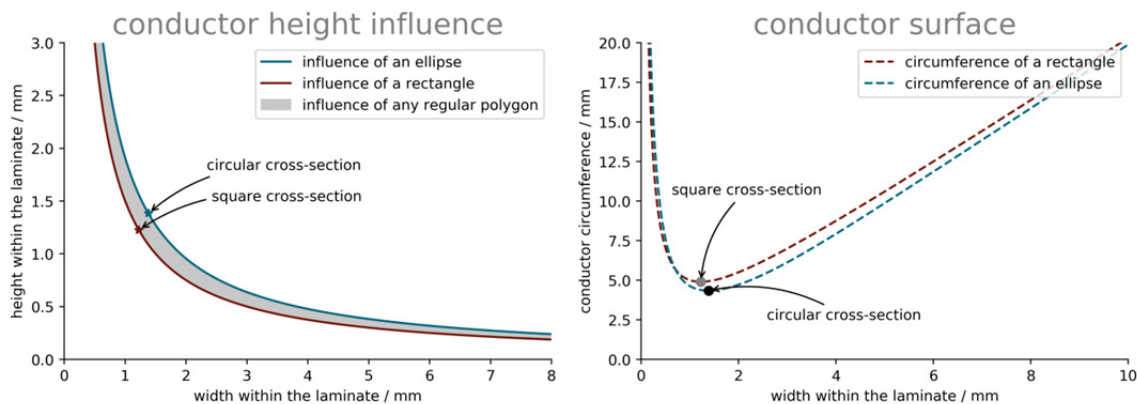 conductor height influence
height within the laminate / mm
3.0
2.5
2.0
1.5
1.0
0.5
0.0
influence of an ellipse
influence of a rectangle
influence of any regular polygon
circular cross-section
square cross-section
0 1 2 3 4 5 6 7 8
width within the laminate / mm
conductor surface
conductor circumference / mm
20.0
17.5
15.0
12.5
10.0
7.5
5.0
2.5
0.0
circumference of a rectangle
circumference of an ellipse
square cross-section
circular cross-section
0 2 4 6 8 10
width within the laminate / mm